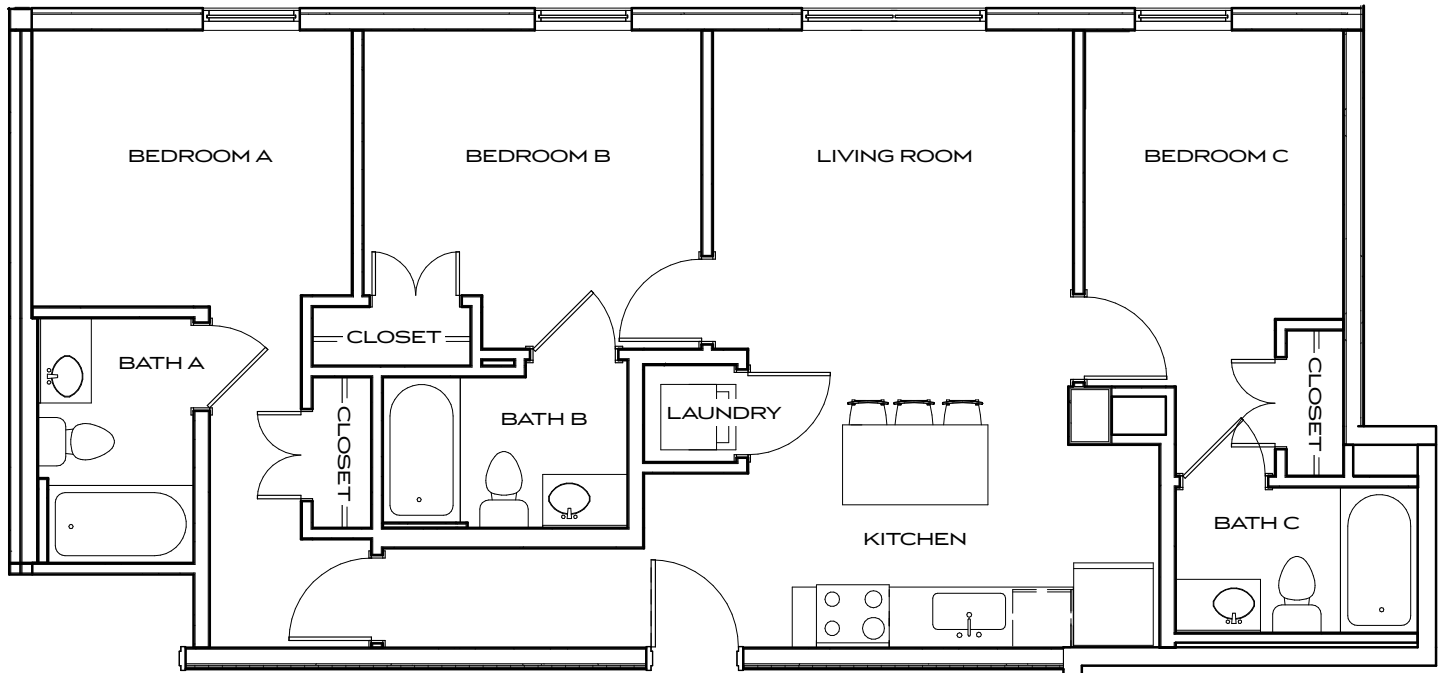 BEDROOM A
BEDROOM B
LIVING ROOM
BEDROOM C
CLOSET
BATH A
CLOSET
BATH B
LAUNDRY
CLOSET
KITCHEN
BATH C